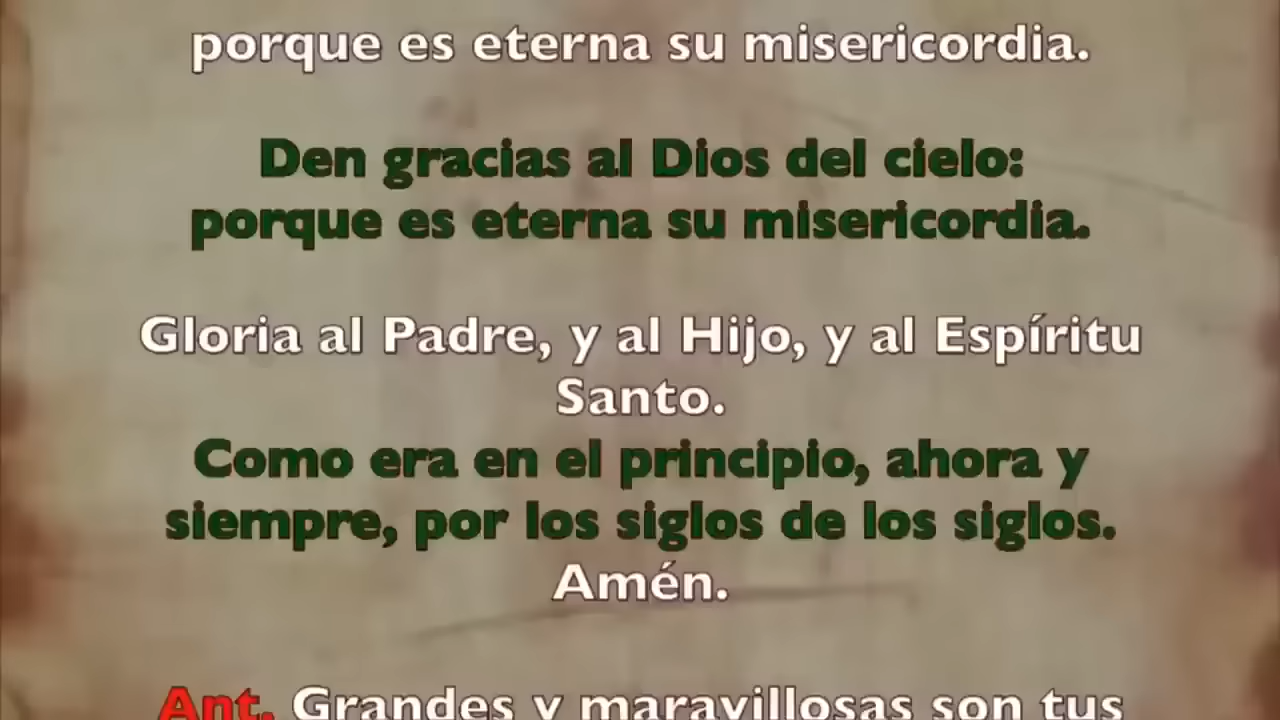 porque es eterna su misericordia.
Den gracias al Dios del cielo:
porque es eterna su misericordia.
Gloria al Padre, y al Hijo, y al Espíritu
Santo.
Como era en el principio, ahora y
siempre, por los siglos de los siglos.
Amén.
Ant. Grandes y maravillosas son tus